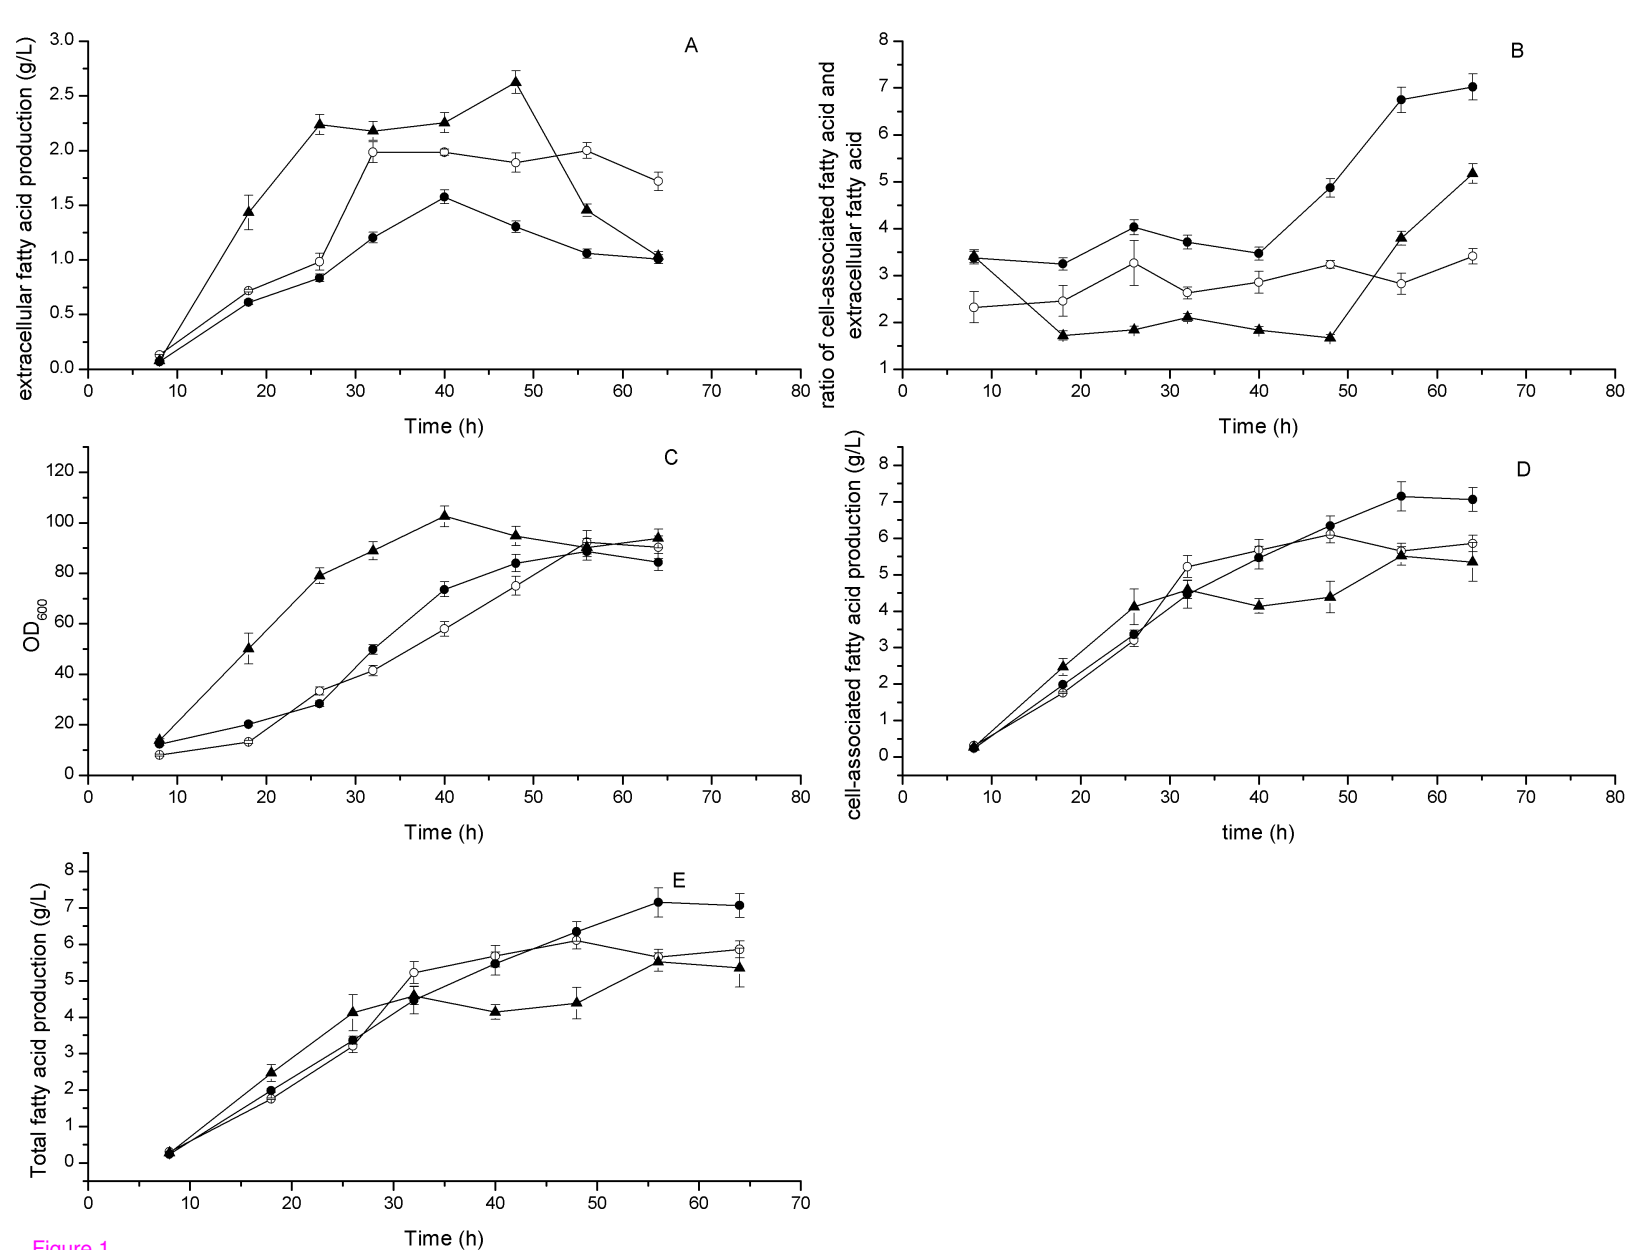 A
extracellular fatty acid production (g/L)
3.0
2.5
2.0
1.5
1.0
0.5
0.0
0 10 20 30 40 50 60 70 80
Time (h)
B
ratio of cell-associated fatty acid and
extracellular fatty acid
8
7
6
5
4
3
2
1
0 10 20 30 40 50 60 70 80
Time (h)
C
OD600
120
100
80
60
40
20
0
0 10 20 30 40 50 60 70 80
Time (h)
D
cell-associated fatty acid production (g/L)
8
7
6
5
4
3
2
1
0
0 10 20 30 40 50 60 70 80
time (h)
E
Total fatty acid production (g/L)
8
7
6
5
4
3
2
1
0
0 10 20 30 40 50 60 70
Time (h)
Figure 1